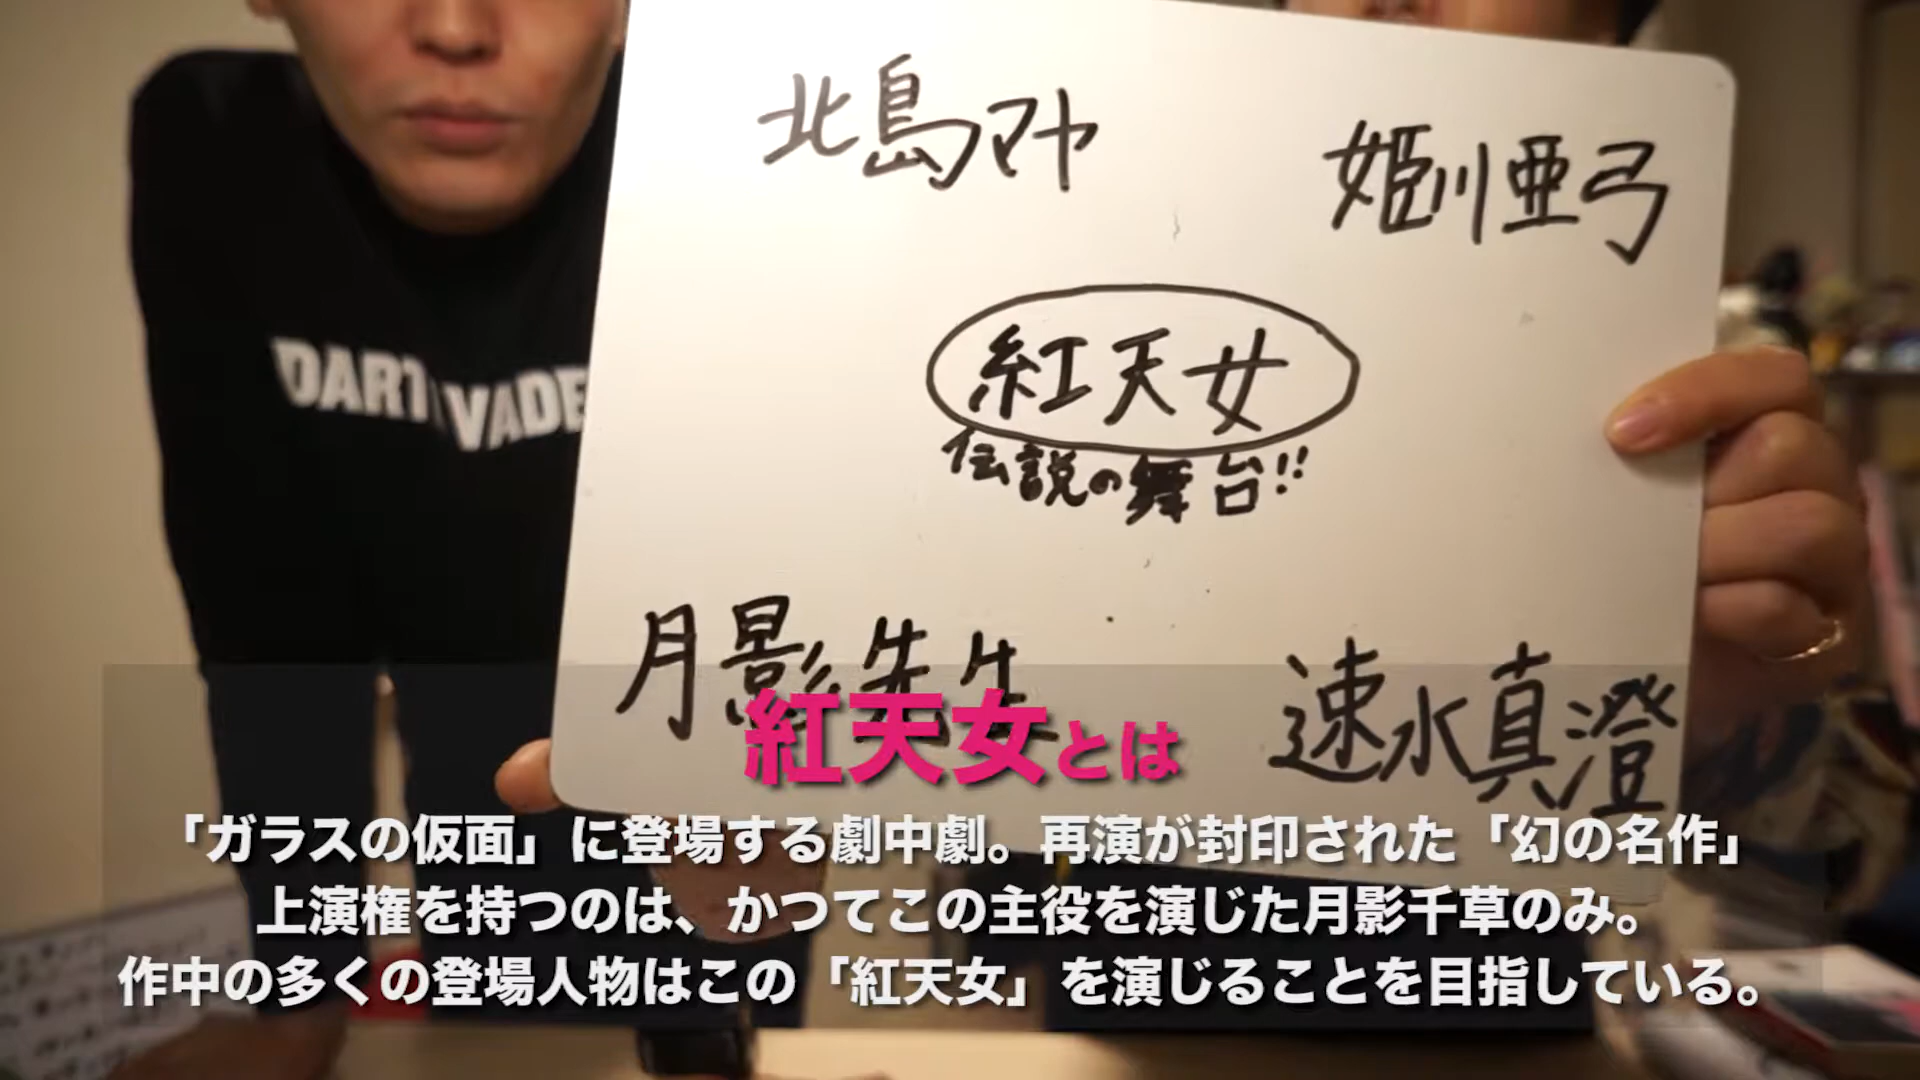 北島マヤ
姫川亜弓
DART VADE
紅天女
伝説の舞台!!
月影先生
速水真澄
紅天女とは
「ガラスの仮面」に登場する劇中劇。再演が封印された「幻の名作」
上演権を持つのは、かつてこの主役を演じた月影千草のみ。
作中の多くの登場人物はこの「紅天女」を演じることを目指している。